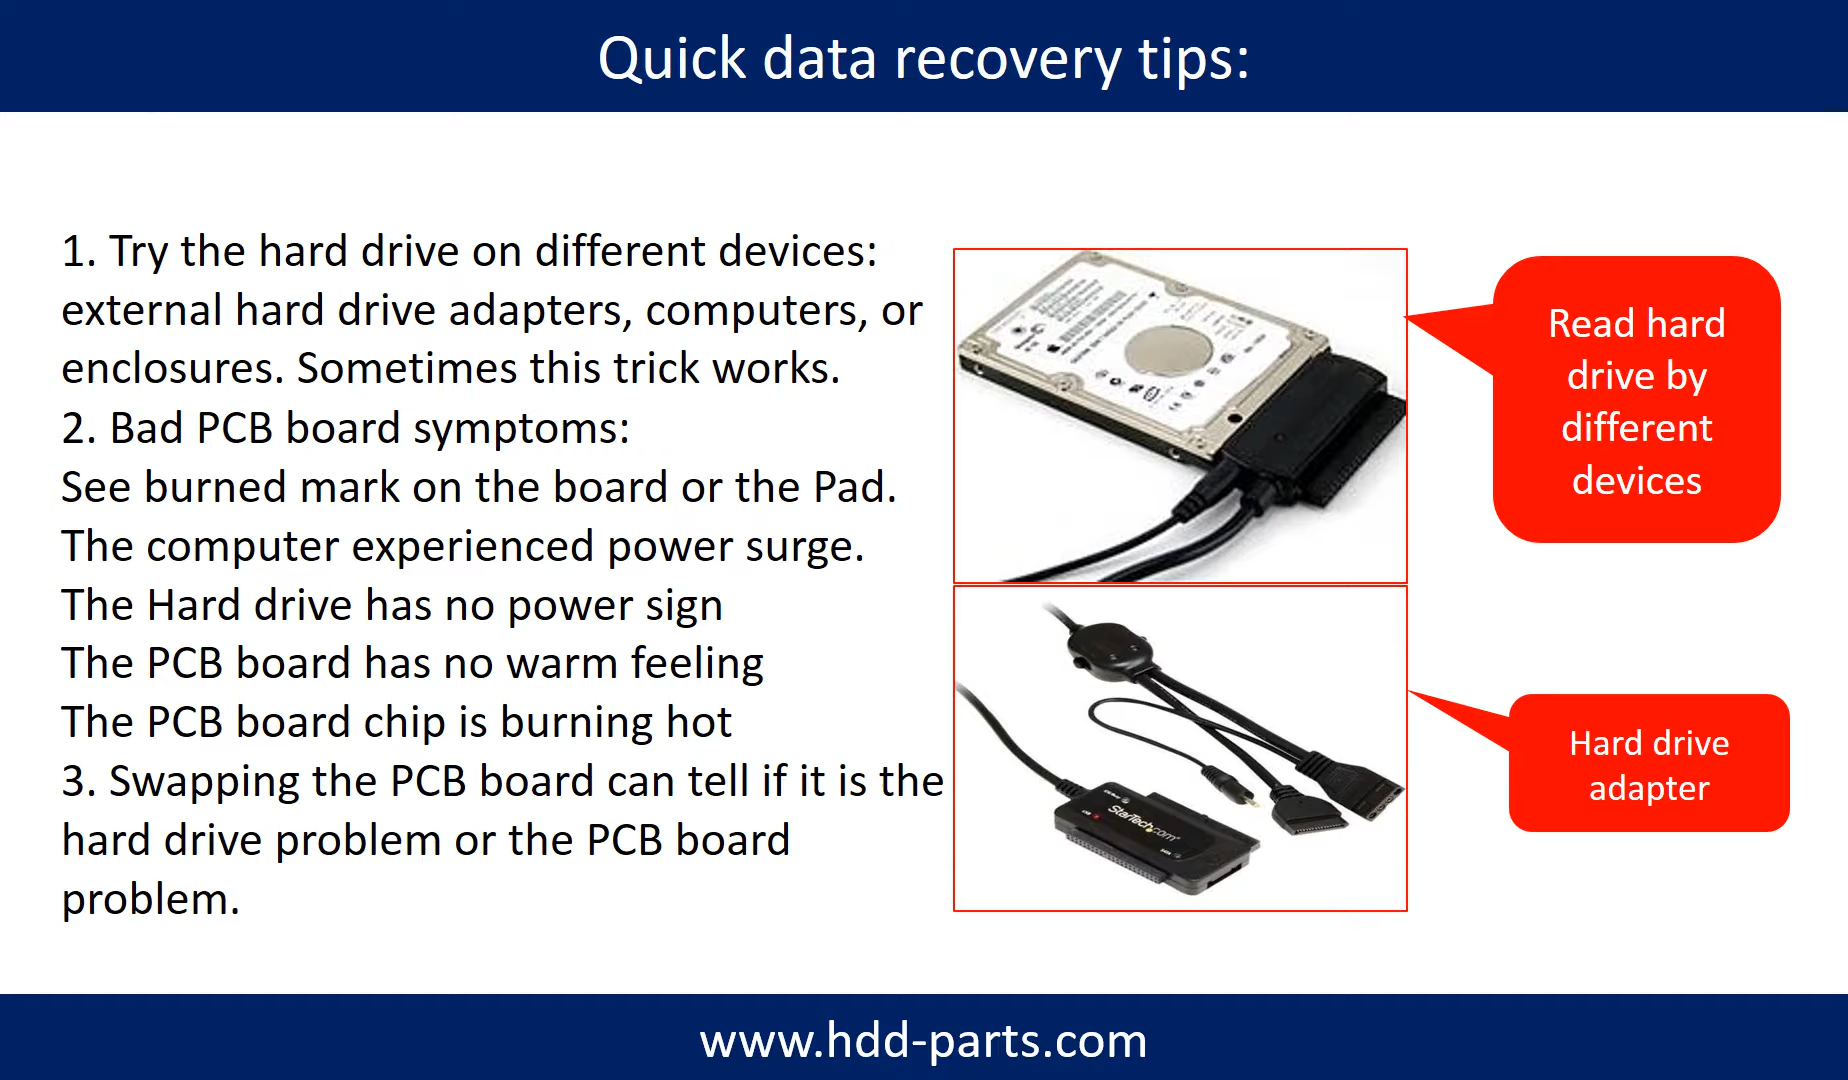 Quick data recovery tips:
1. Try the hard drive on different devices:
external hard drive adapters, computers, or
enclosures. Sometimes this trick works.
2. Bad PCB board symptoms:
See burned mark on the board or the Pad.
The computer experienced power surge.
The Hard drive has no power sign
The PCB board has no warm feeling
The PCB board chip is burning hot
3. Swapping the PCB board can tell if it is the
hard drive problem or the PCB board
problem.
Read hard
drive by
different
devices
StarTech.com
Hard drive
adapter
www.hdd-parts.com